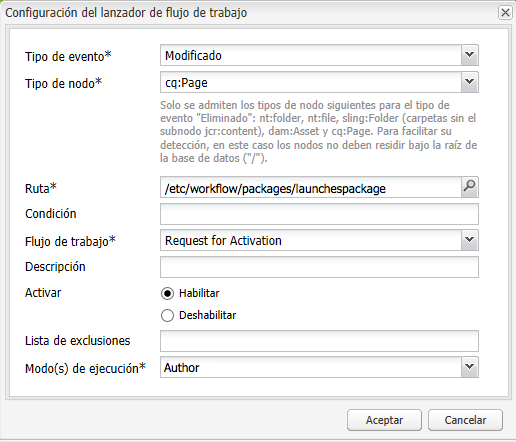 Configuración del lanzador de flujo de trabajo
Tipo de evento* Modificado
Tipo de nodo* cq:Page
Solo se admiten los tipos de nodo siguientes para el tipo de
evento "Eliminado": nt:folder, nt:file, sling:Folder (carpetas sin el
subnodo jcr:content), dam:Asset y cq:Page. Para facilitar su
detección, en este caso los nodos no deben residir bajo la raíz de
la base de datos ("/").
Ruta* /etc/workflow/packages/launchespackage
Condición
Flujo de trabajo* Request for Activation
Descripción
Activar Habilitar
Deshabilitar
Lista de exclusiones
Modo(s) de ejecución* Author
Aceptar Cancelar